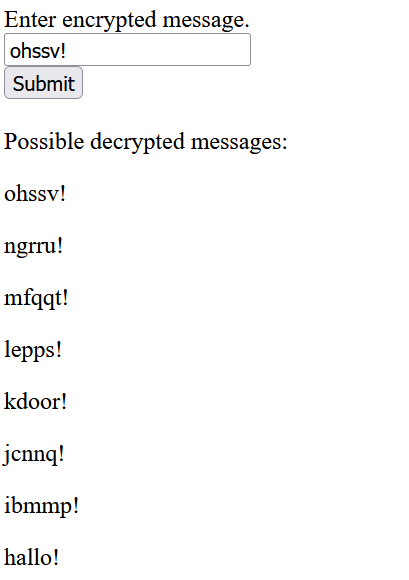 Enter encrypted message.
ohssv!
Submit
Possible decrypted messages:
ohssv!
ngrru!
mfqqt!
lepps!
kdoor!
jcnnq!
ibmmp!
hallo!